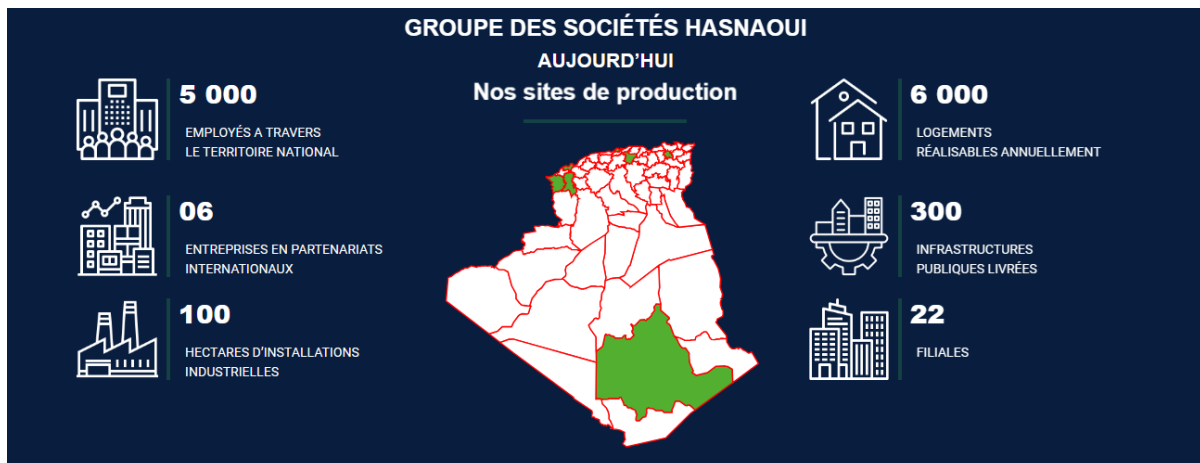 GROUPE DES SOCIÉTÉS HASNAOUI
AUJOURD’HUI
Nos sites de production
5 000
EMPLOYÉS A TRAVERS
LE TERRITOIRE NATIONAL
06
ENTREPRISES EN PARTENARIATS
INTERNATIONAUX
100
HECTARES D’INSTALLATIONS
INDUSTRIELLES
6 000
LOGEMENTS
RÉALISABLES ANNUELLEMENT
300
INFRASTRUCTURES
PUBLIQUES LIVRÉES
22
FILIALES